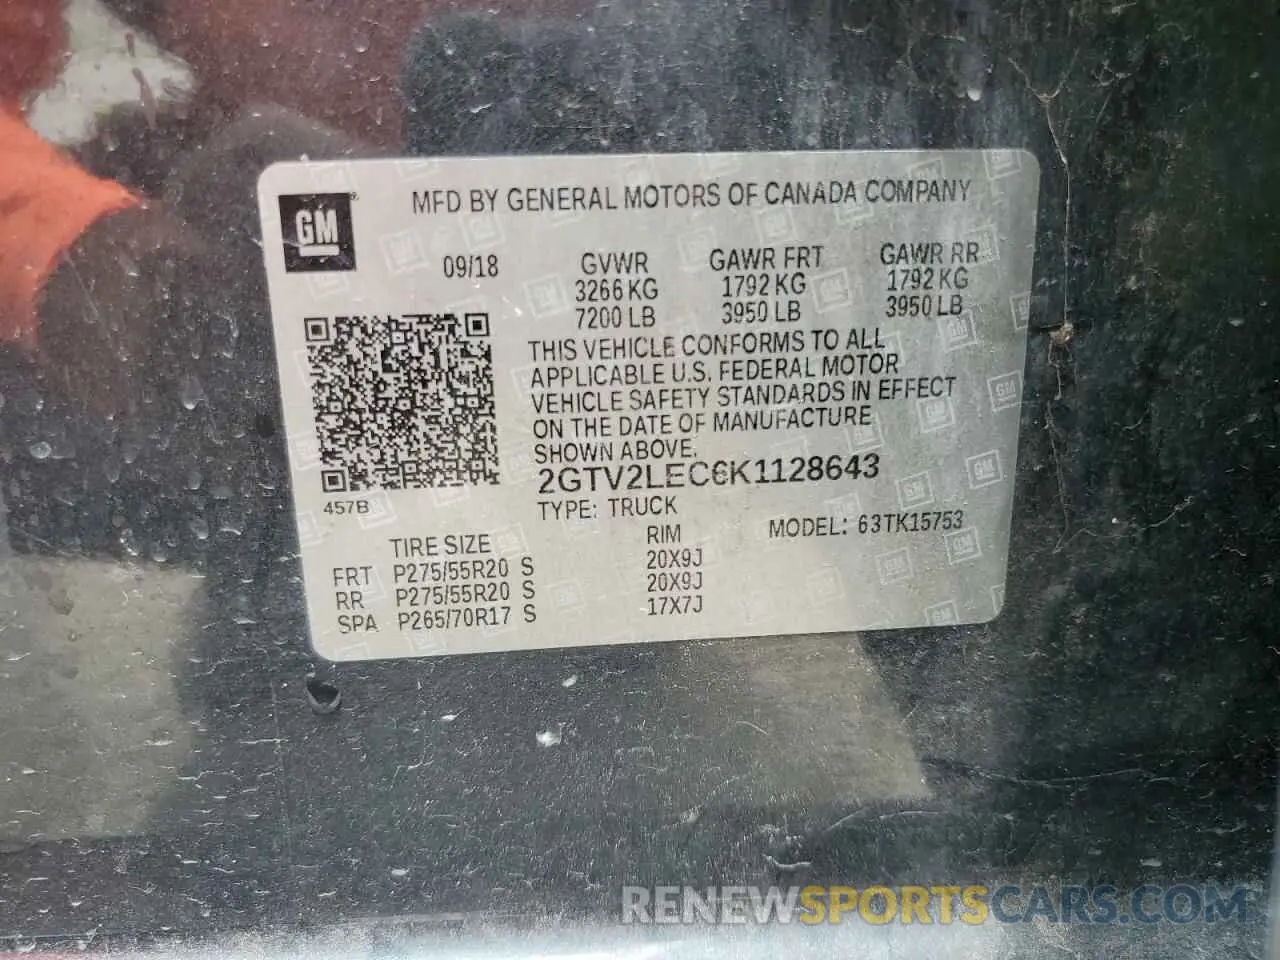 GM
MFD BY GENERAL MOTORS OF CANADA COMPANY
09/18 GVWR GAWR FRT GAWR RR
3266 KG 1792 KG 1792 KG
7200 LB 3950 LB 3950 LB
THIS VEHICLE CONFORMS TO ALL
APPLICABLE U.S. FEDERAL MOTOR
VEHICLE SAFETY STANDARDS IN EFFECT
ON THE DATE OF MANUFACTURE
SHOWN ABOVE.
2GTV2LEC6K1128643
457B
TYPE: TRUCK MODEL: 63TK15753
TIRE SIZE RIM
FRT P275/55R20 S 20X9J
RR P275/55R20 S 20X9J
SPA P265/70R17 S 17X7J
RENEWSPORTSCARS.COM